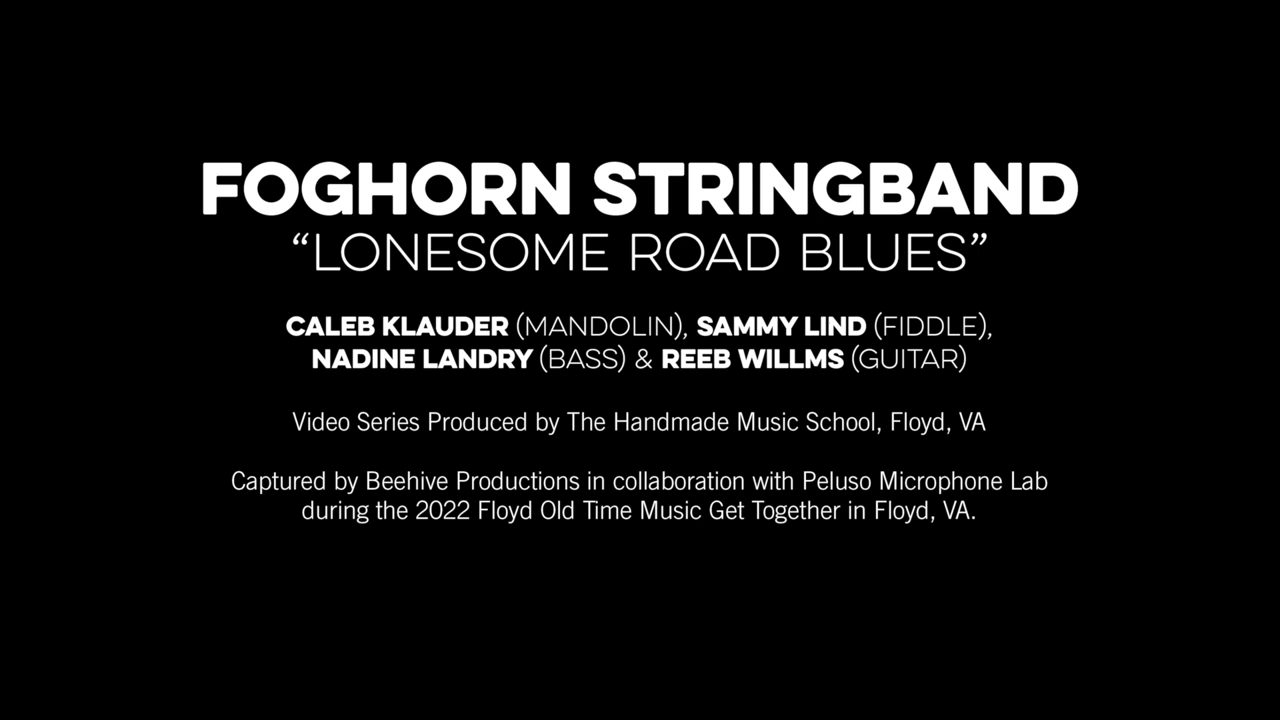 FOGHORN STRINGBAND
“LONESOME ROAD BLUES”
CALEB KLAUDER (MANDOLIN), SAMMY LIND (FIDDLE),
NADINE LANDRY (BASS) & REEB WILLMS (GUITAR)
Video Series Produced by The Handmade Music School, Floyd, VA
Captured by Beehive Productions in collaboration with Peluso Microphone Lab
during the 2022 Floyd Old Time Music Get Together in Floyd, VA.